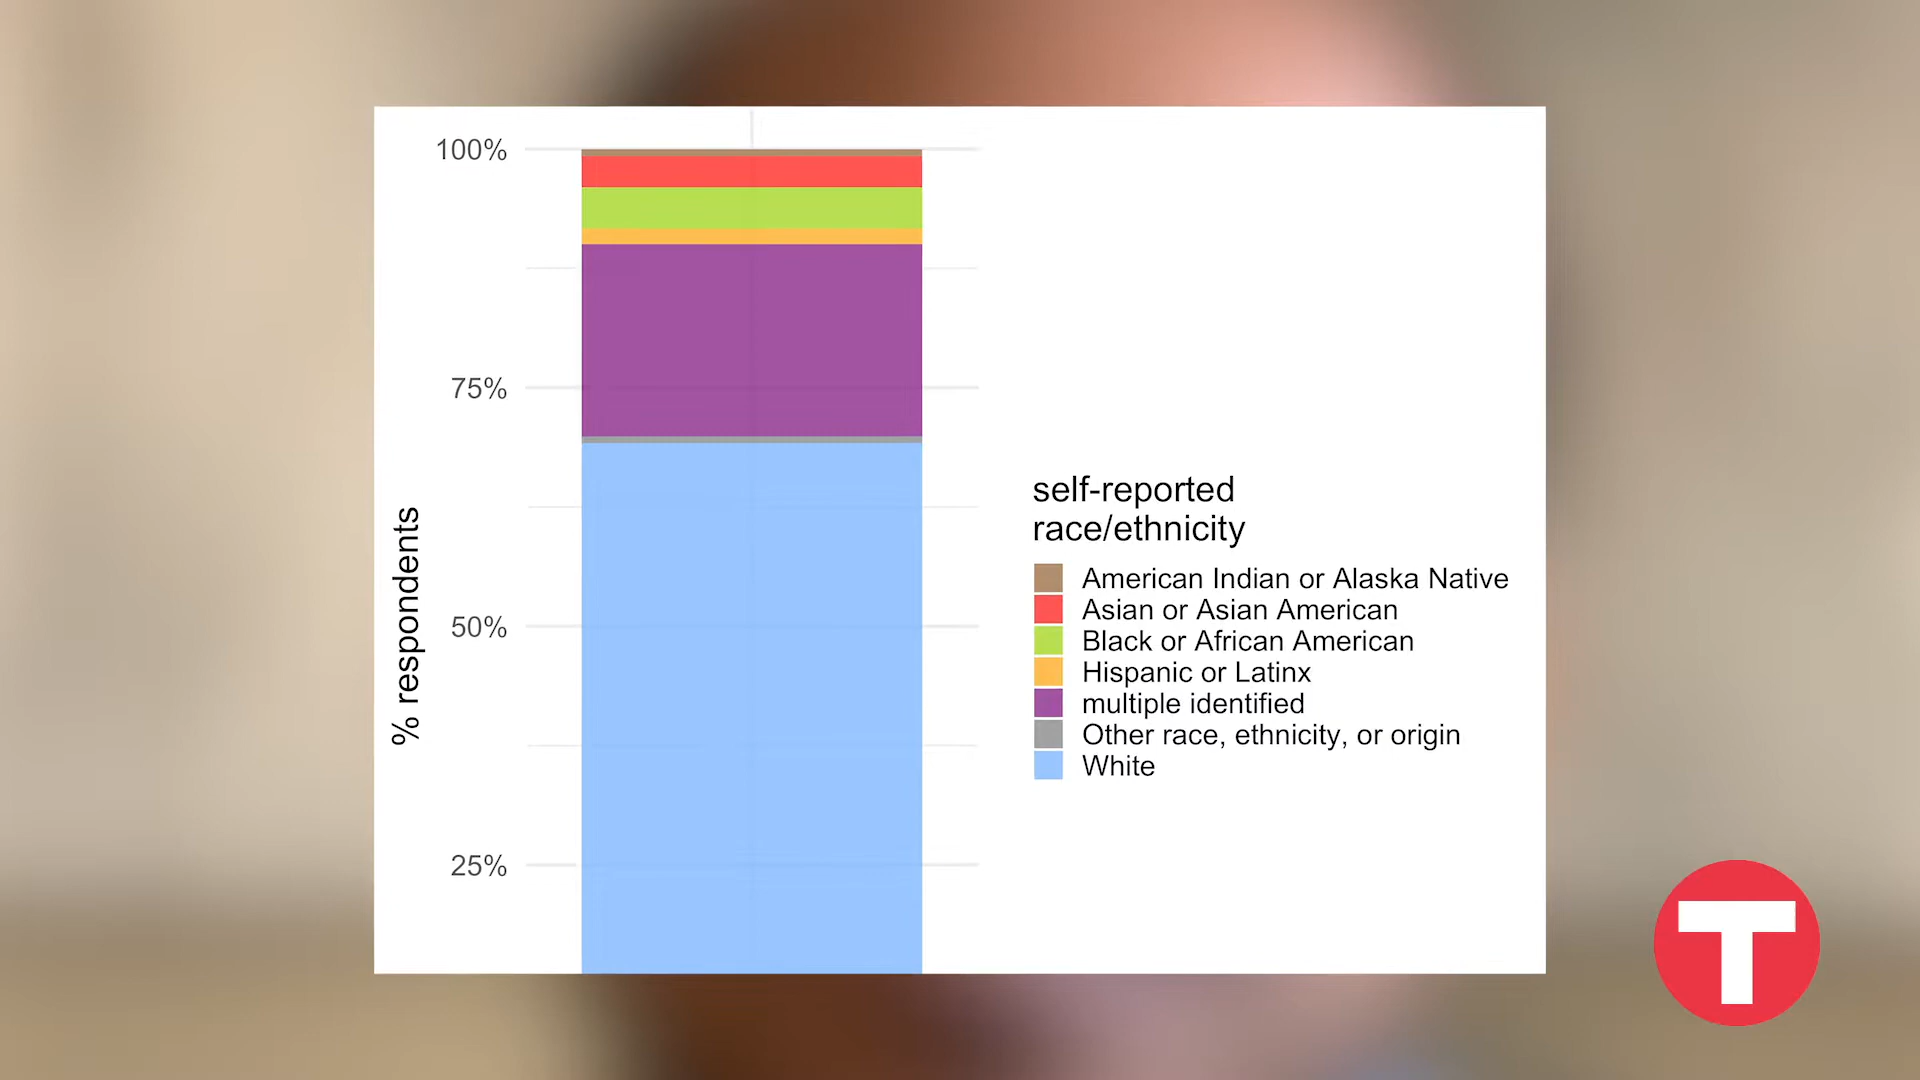 100%
75%
50%
25%
% respondents
self-reported
race/ethnicity
American Indian or Alaska Native
Asian or Asian American
Black or African American
Hispanic or Latinx
multiple identified
Other race, ethnicity, or origin
White
T